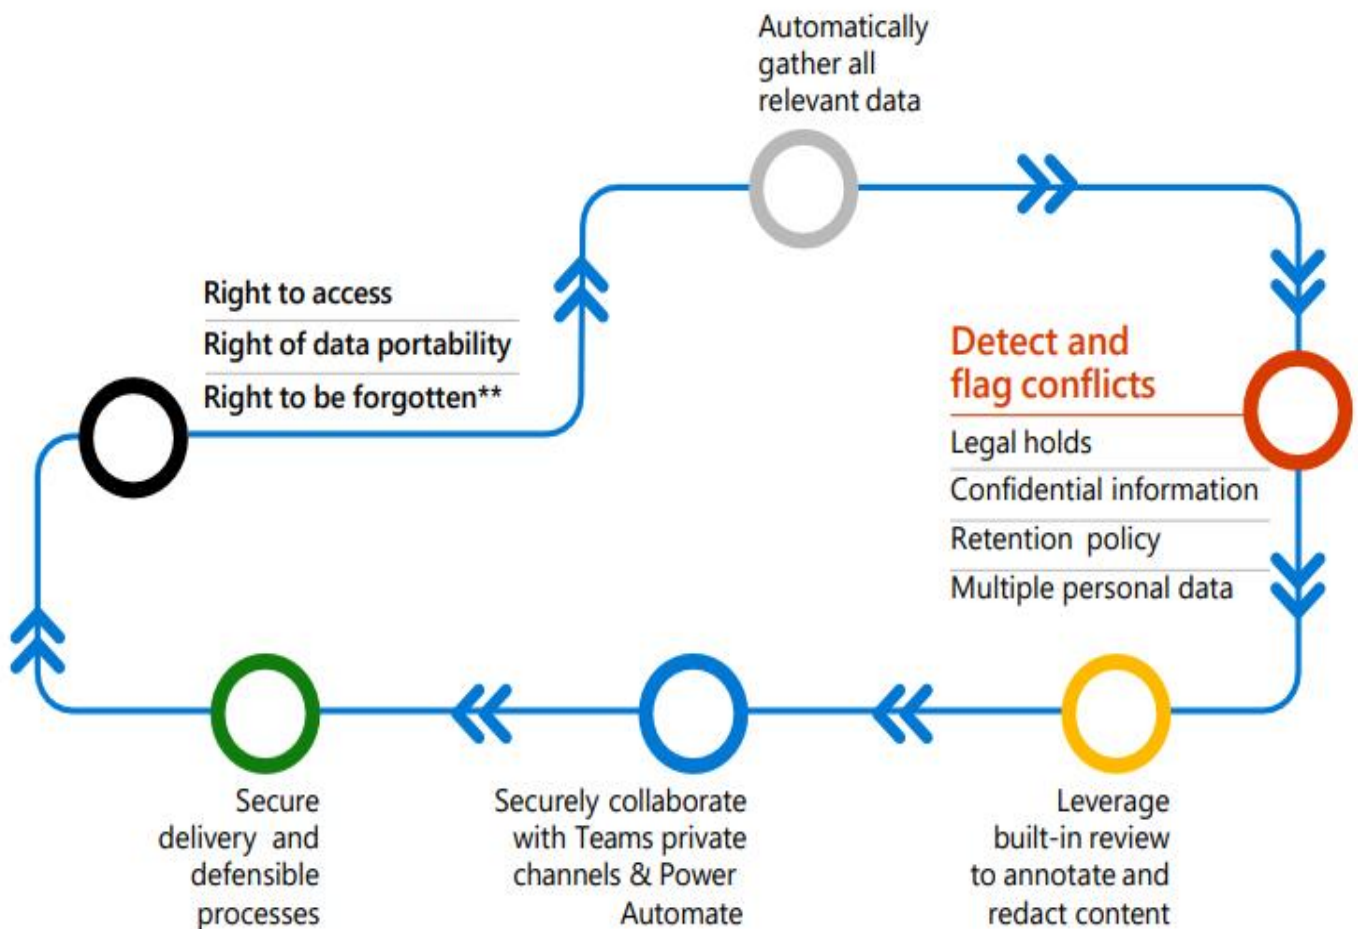 Automatically
gather all
relevant data
Right to access
Right of data portability
Right to be forgotten**
Detect and
flag conflicts
Legal holds
Confidential information
Retention policy
Multiple personal data
Secure
delivery and
defensible
processes
Securely collaborate
with Teams private
channels & Power
Automate
Leverage
built-in review
to annotate and
redact content